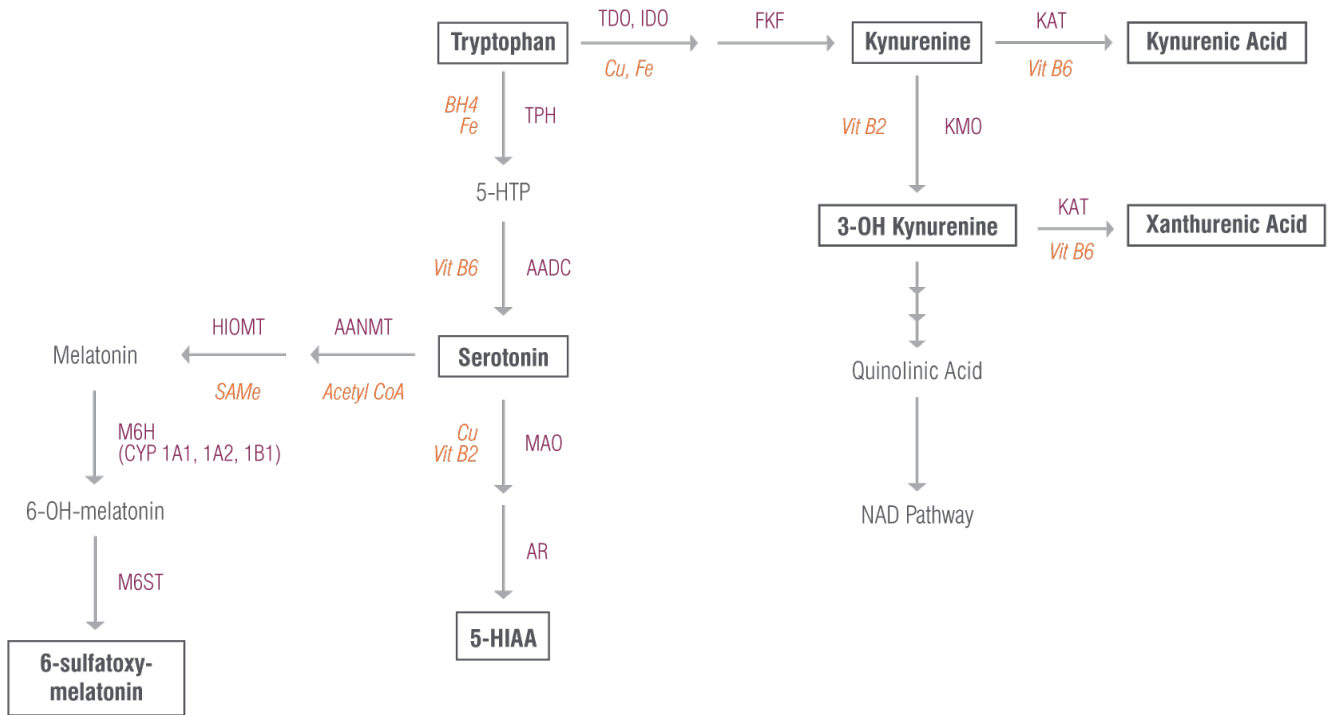 TDO, IDO
FKF
KAT
Tryptophan
Kynurenine
Kynurenic Acid
Cu, Fe
Vit B6
BH4
Fe
TPH
Vit B2
KMO
5-HTP
3-OH Kynurenine
KAT
Xanthurenic Acid
Vit B6
Vit B6
AADC
HIOMT
AANMT
Melatonin
Serotonin
Quinolinic Acid
SAMe
Acetyl CoA
M6H
(CYP 1A1, 1A2, 1B1)
Cu
Vit B2
MAO
6-OH-melatonin
NAD Pathway
AR
M6ST
5-HIAA
6-sulfatoxy-
melatonin